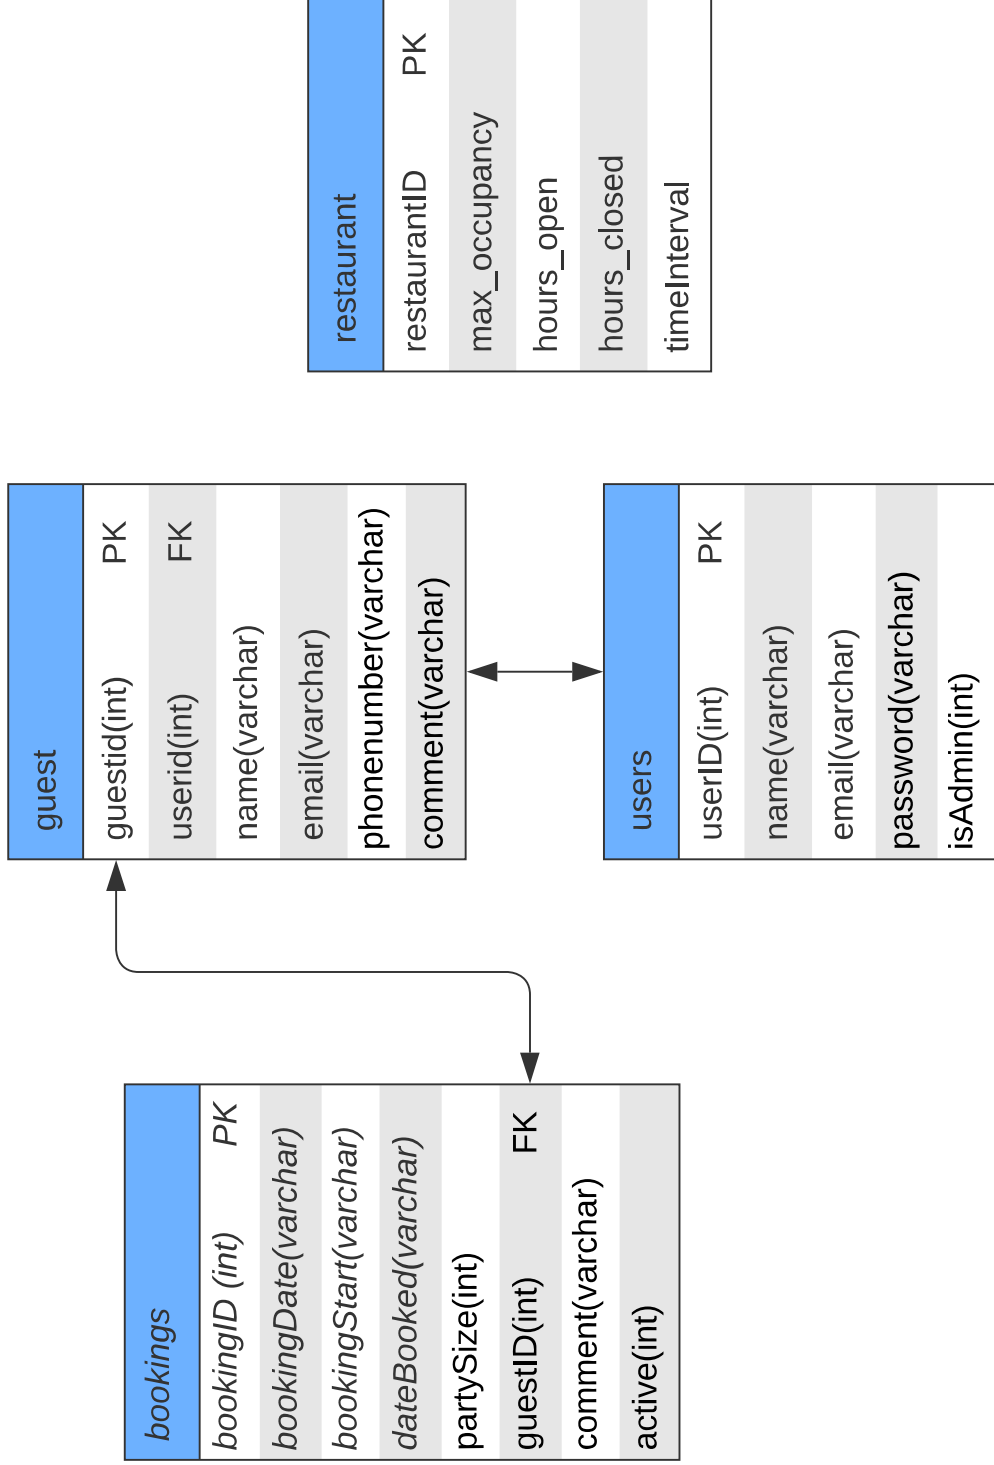 bookings
bookingID (int) PK
bookingDate(varchar)
bookingStart(varchar)
dateBooked(varchar)
partySize(int)
guestID(int) FK
comment(varchar)
active(int)
guest
guestid(int) PK
userid(int) FK
name(varchar)
email(varchar)
phonenumber(varchar)
comment(varchar)
users
userID(int) PK
name(varchar)
email(varchar)
password(varchar)
isAdmin(int)
restaurant
restaurantID PK
max_occupancy
hours_open
hours_closed
timeInterval